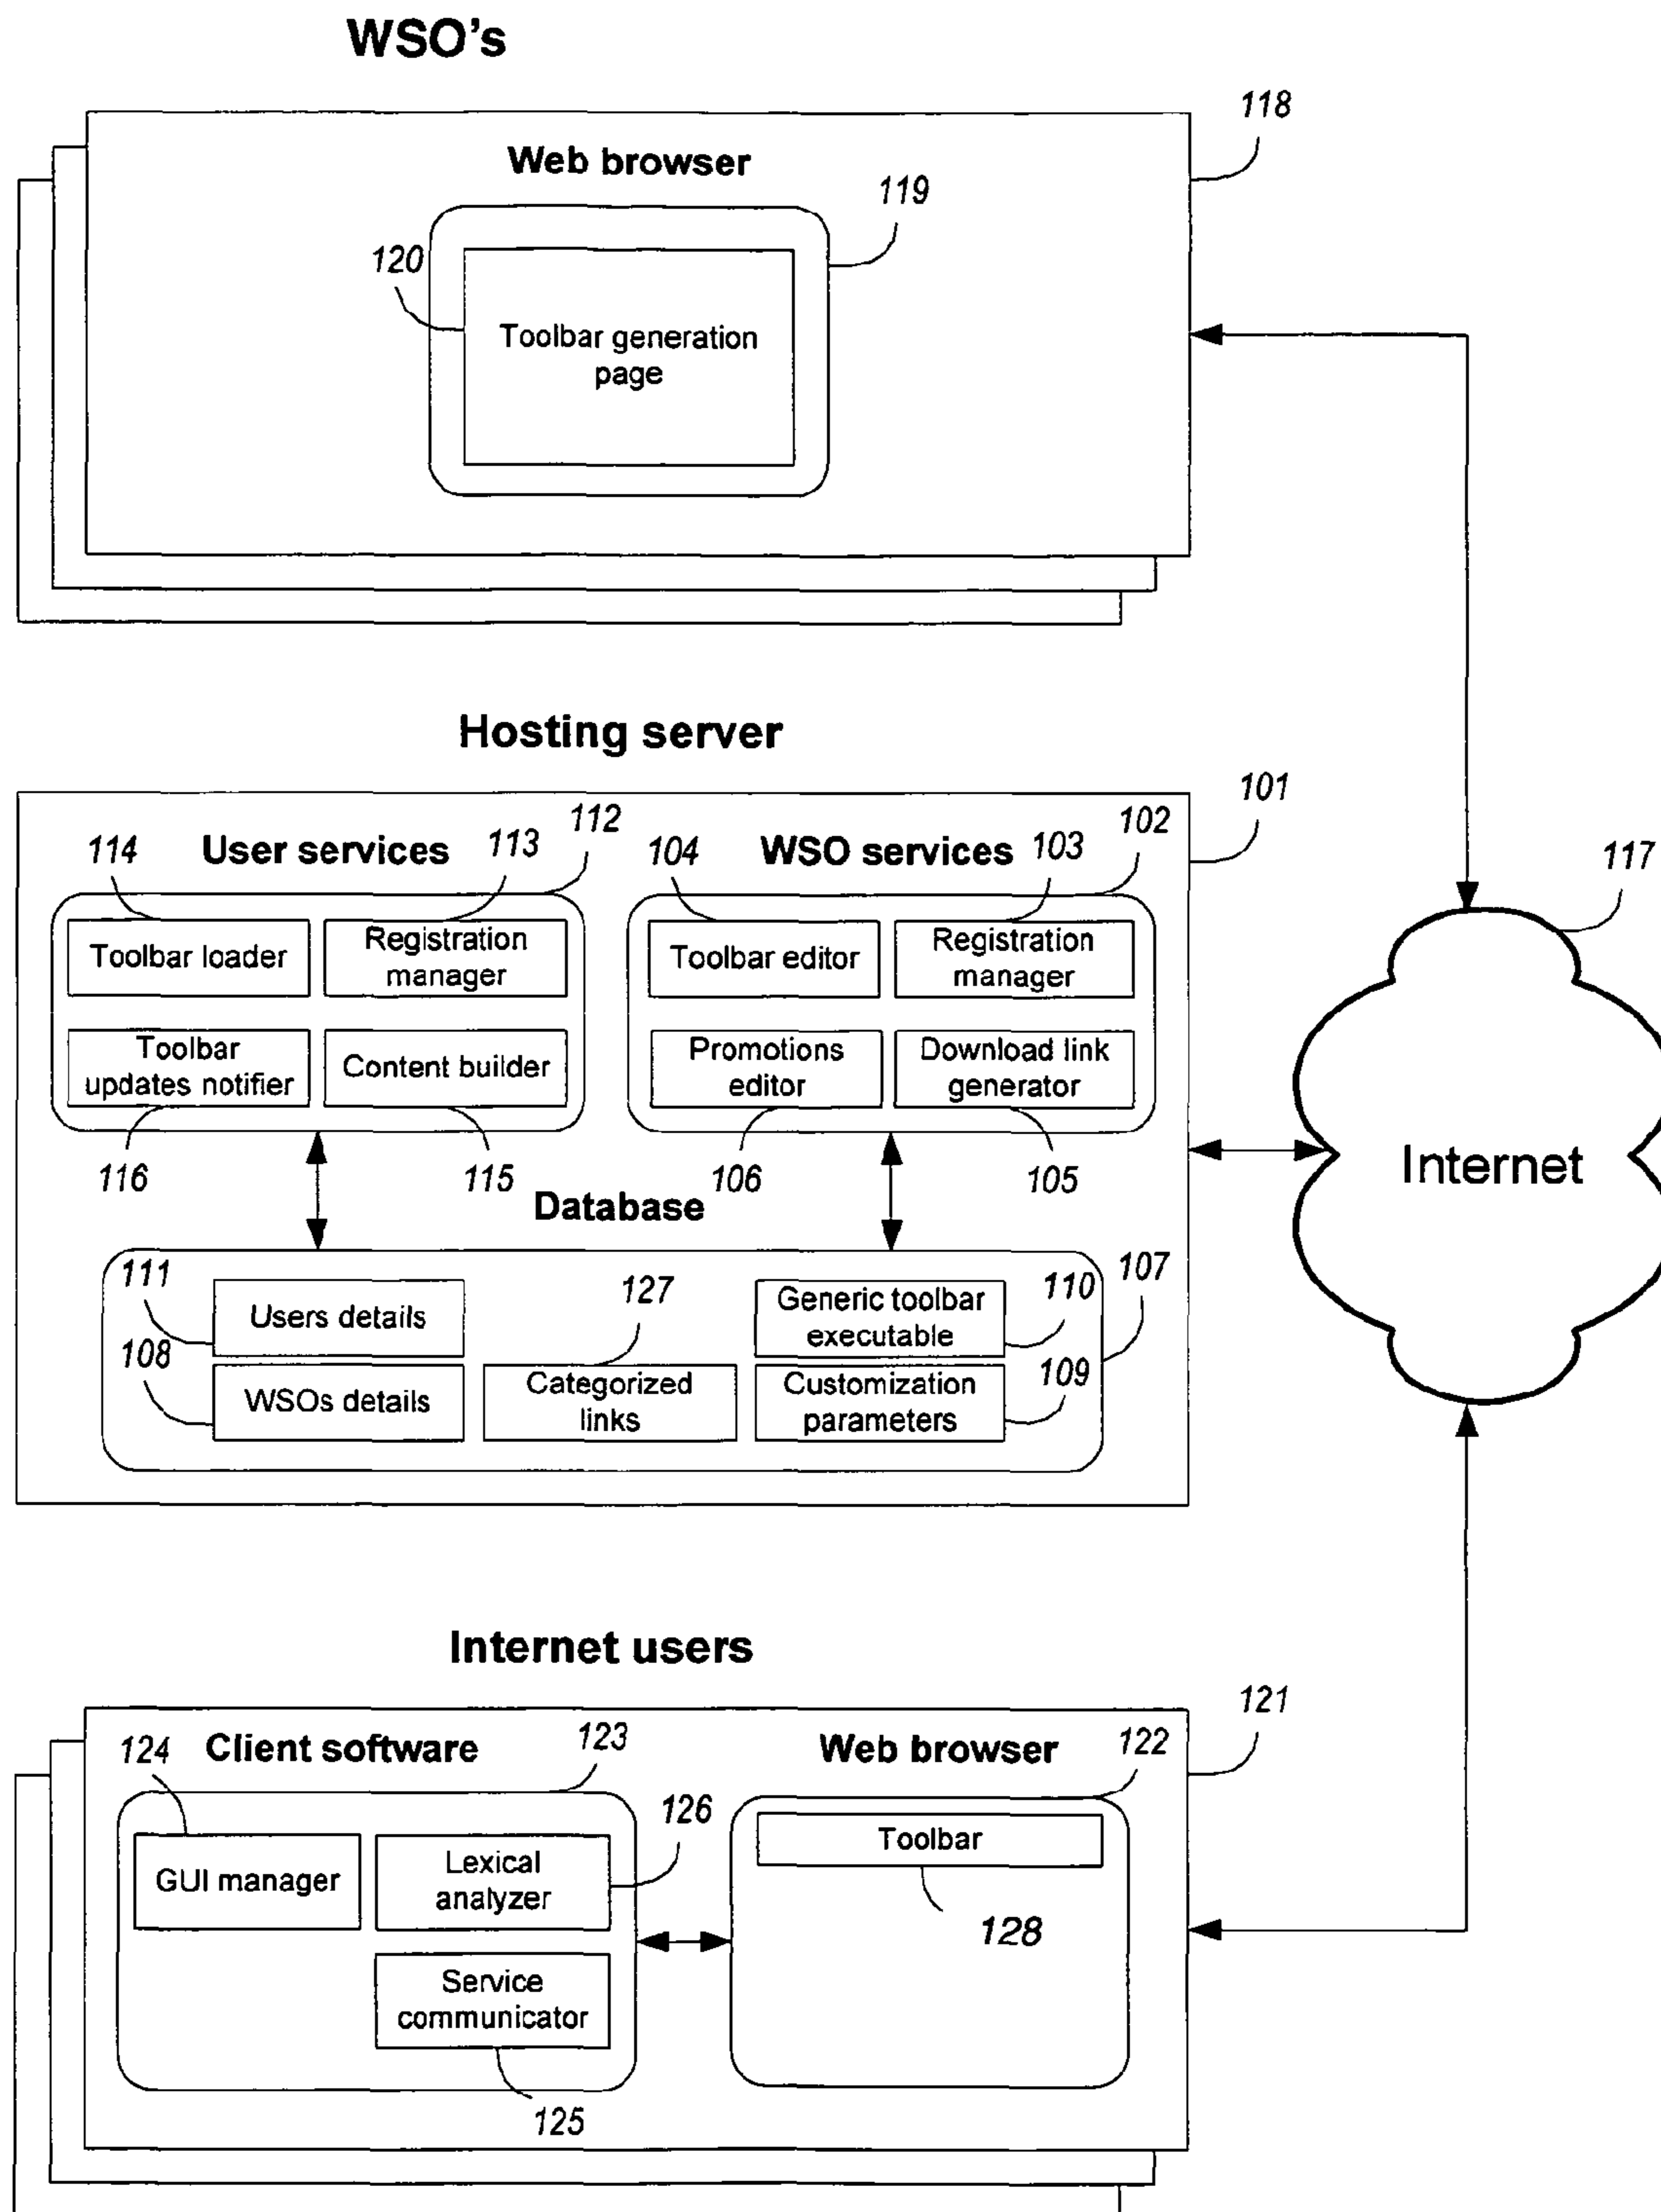 WSO's
118
Web browser
119
120
Toolbar generation
page
Hosting server
101
112
102
114
User services
113
104
WSO services
103
117
Toolbar loader
Registration
manager
Toolbar editor
Registration
manager
Toolbar
updates notifier
Content builder
Promotions
editor
Download link
generator
116
115
106
105
Internet
Database
111
127
110
107
Users details
Generic toolbar
executable
108
109
WSOs details
Categorized
links
Customization
parameters
Internet users
121
124
Client software
123
Web browser
122
126
Toolbar
GUI manager
Lexical
analyzer
128
Service
communicator
125